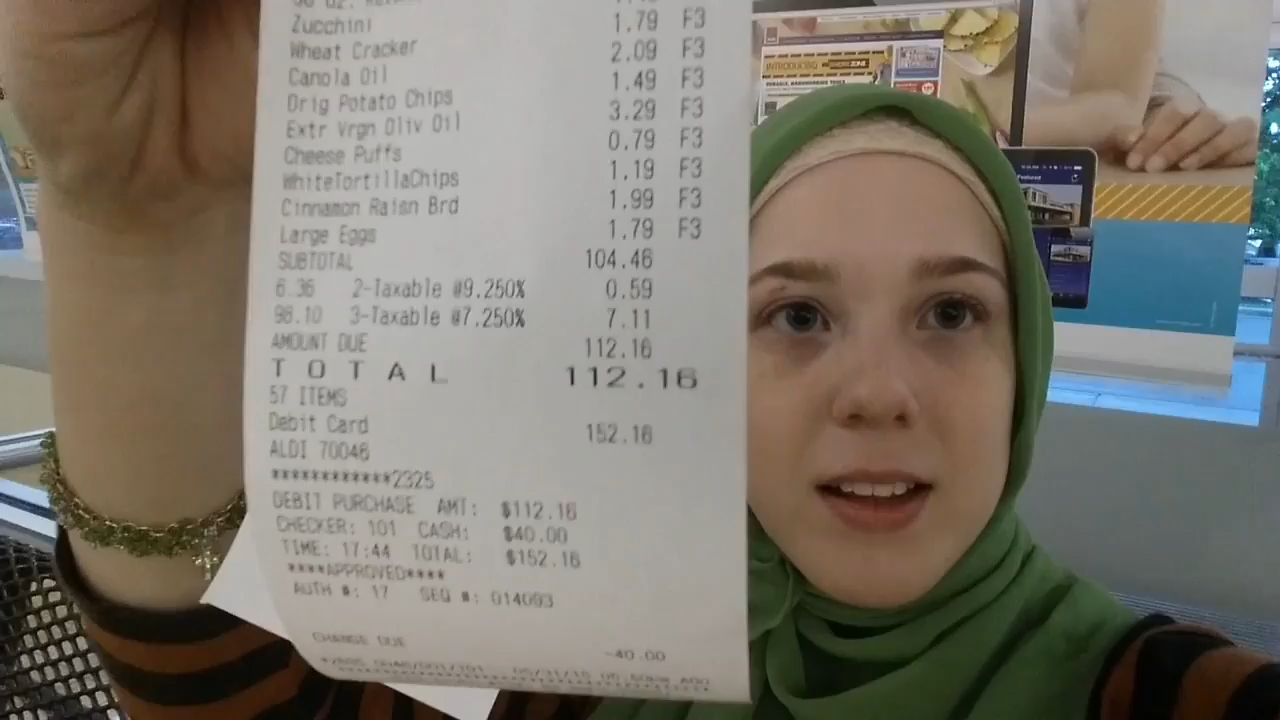 Zucchini 1.79 F3
Wheat Cracker 2.09 F3
Canola Oil 1.49 F3
Orig Potato Chips 3.29 F3
Extr Vrgn Oliv Oil 0.79 F3
Cheese Puffs 1.19 F3
WhiteTortillaChips 1.99 F3
Cinnamon Raisn Brd 1.79 F3
Large Eggs
SUBTOTAL 104.46
6.36 2-Taxable @9.250% 0.59
98.10 3-Taxable @7.250% 7.11
AMOUNT DUE 112.16
TOTAL 112.16
57 ITEMS
Debit Card 152.16
ALDI 70046
************2325
DEBIT PURCHASE AMT: $112.16
CHECKER: 101 CASH: $40.00
TIME: 17:44 TOTAL: $152.16
****APPROVED****
AUTH #: 17 SEQ #: 014093
CHANGE DUE -40.00
INTRODUCING
Featured